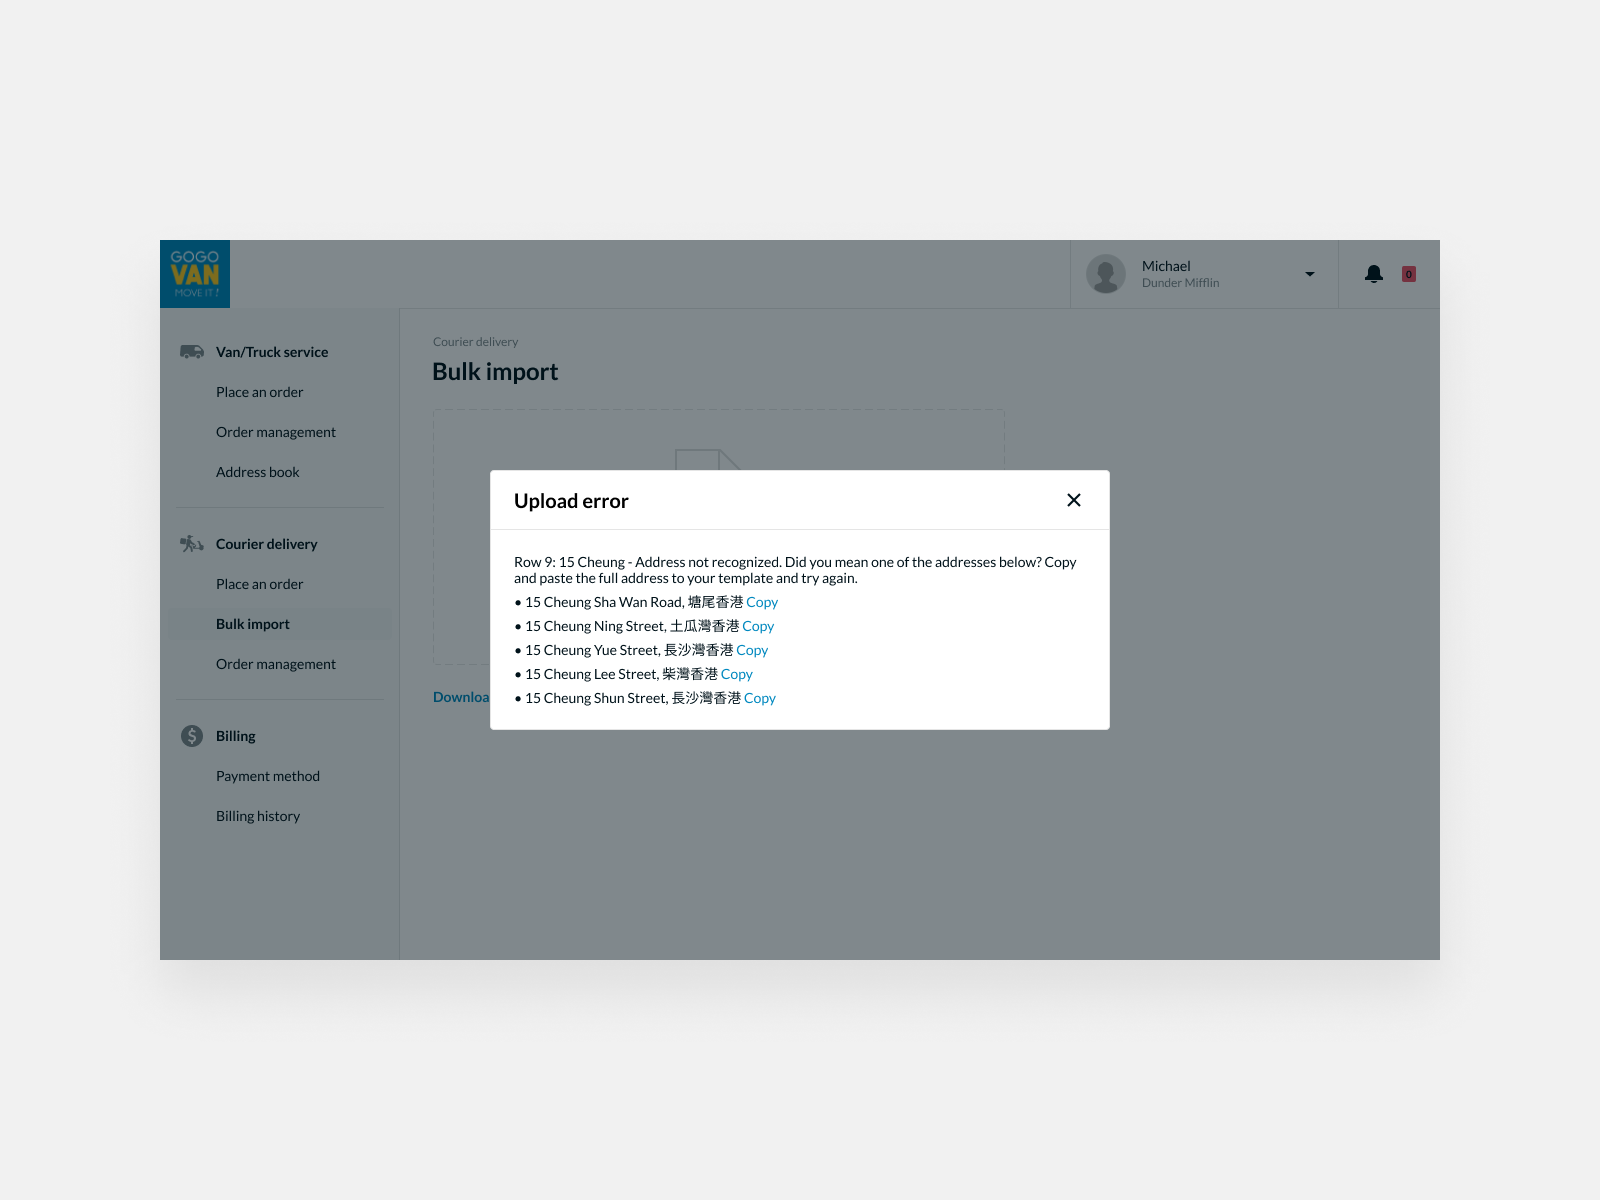 GOGO
VAN
MOVE IT!
Michael
Dunder Mifflin
0
Van/Truck service
Place an order
Order management
Address book
Courier delivery
Place an order
Bulk import
Order management
Billing
Payment method
Billing history
Courier delivery
Bulk import
Upload error
Row 9: 15 Cheung - Address not recognized. Did you mean one of the addresses below? Copy
and paste the full address to your template and try again.
• 15 Cheung Sha Wan Road, 塘尾香港 Copy
• 15 Cheung Ning Street, 土瓜灣香港 Copy
• 15 Cheung Yue Street, 長沙灣香港 Copy
• 15 Cheung Lee Street, 柴灣香港 Copy
• 15 Cheung Shun Street, 長沙灣香港 Copy
Downloa